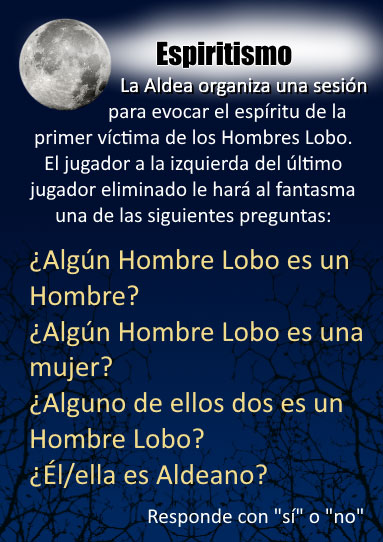 Espiritismo
La Aldea organiza una sesión
para evocar el espíritu de la
primer víctima de los Hombres Lobo.
El jugador a la izquierda del último
jugador eliminado le hará al fantasma
una de las siguientes preguntas:
¿Algún Hombre Lobo es un
Hombre?
¿Algún Hombre Lobo es una
mujer?
¿Alguno de ellos dos es un
Hombre Lobo?
¿Él/ella es Aldeano?
Responde con "sí" o "no"